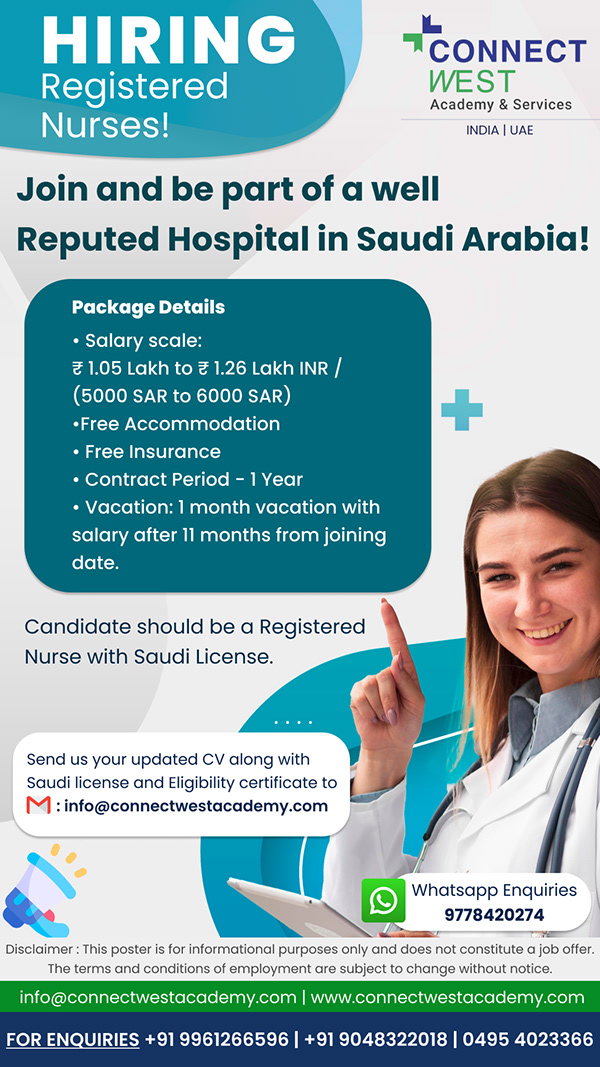 HIRING
Registered
Nurses!
CONNECT
WEST
Academy & Services
INDIA | UAE
Join and be part of a well
Reputed Hospital in Saudi Arabia!
Package Details
• Salary scale:
₹ 1.05 Lakh to ₹ 1.26 Lakh INR /
(5000 SAR to 6000 SAR)
•Free Accommodation
• Free Insurance
• Contract Period - 1 Year
• Vacation: 1 month vacation with
salary after 11 months from joining
date.
Candidate should be a Registered
Nurse with Saudi License.
Send us your updated CV along with
Saudi license and Eligibility certificate to
: info@connectwestacademy.com
Whatsapp Enquiries
9778420274
Disclaimer : This poster is for informational purposes only and does not constitute a job offer.
The terms and conditions of employment are subject to change without notice.
info@connectwestacademy.com | www.connectwestacademy.com
FOR ENQUIRIES +91 9961266596 | +91 9048322018 | 0495 4023366